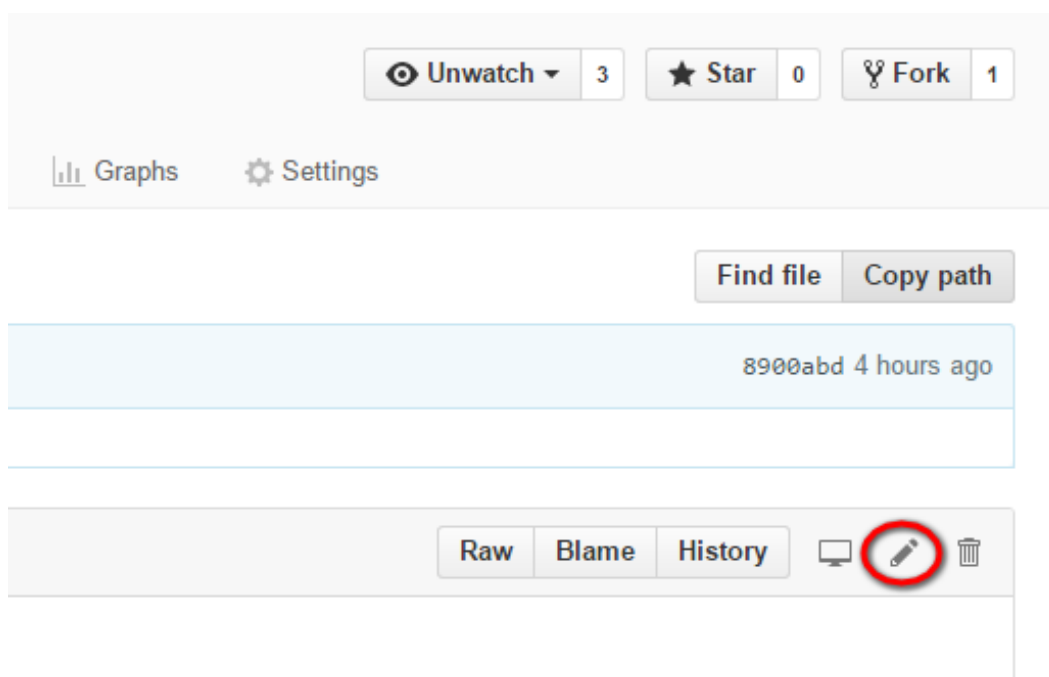 Unwatch 3 Star 0 Fork 1
Graphs Settings
Find file Copy path
8900abd 4 hours ago
Raw Blame History